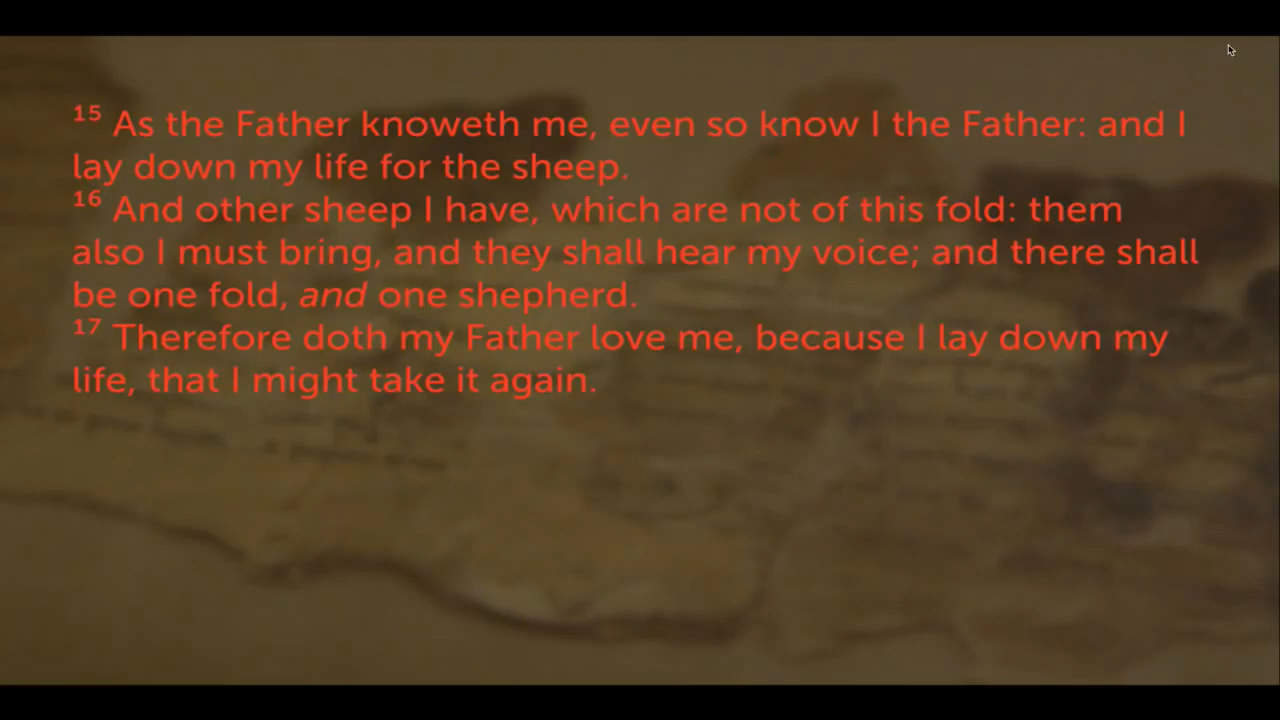 15 As the Father knoweth me, even so know I the Father: and I
lay down my life for the sheep.
16 And other sheep I have, which are not of this fold: them
also I must bring, and they shall hear my voice; and there shall
be one fold, and one shepherd.
17 Therefore doth my Father love me, because I lay down my
life, that I might take it again.